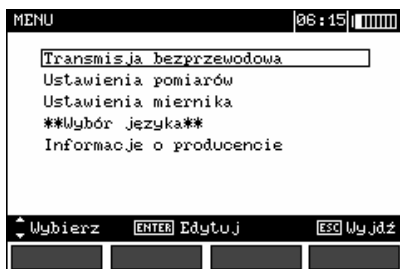 MENU 06:15
Transmisja bezprzewodowa
Ustawienia pomiarów
Ustawienia miernika
**Wybór języka**
Informacje o producencie
Wybierz ENTER Edytuj ESC Wyjdź